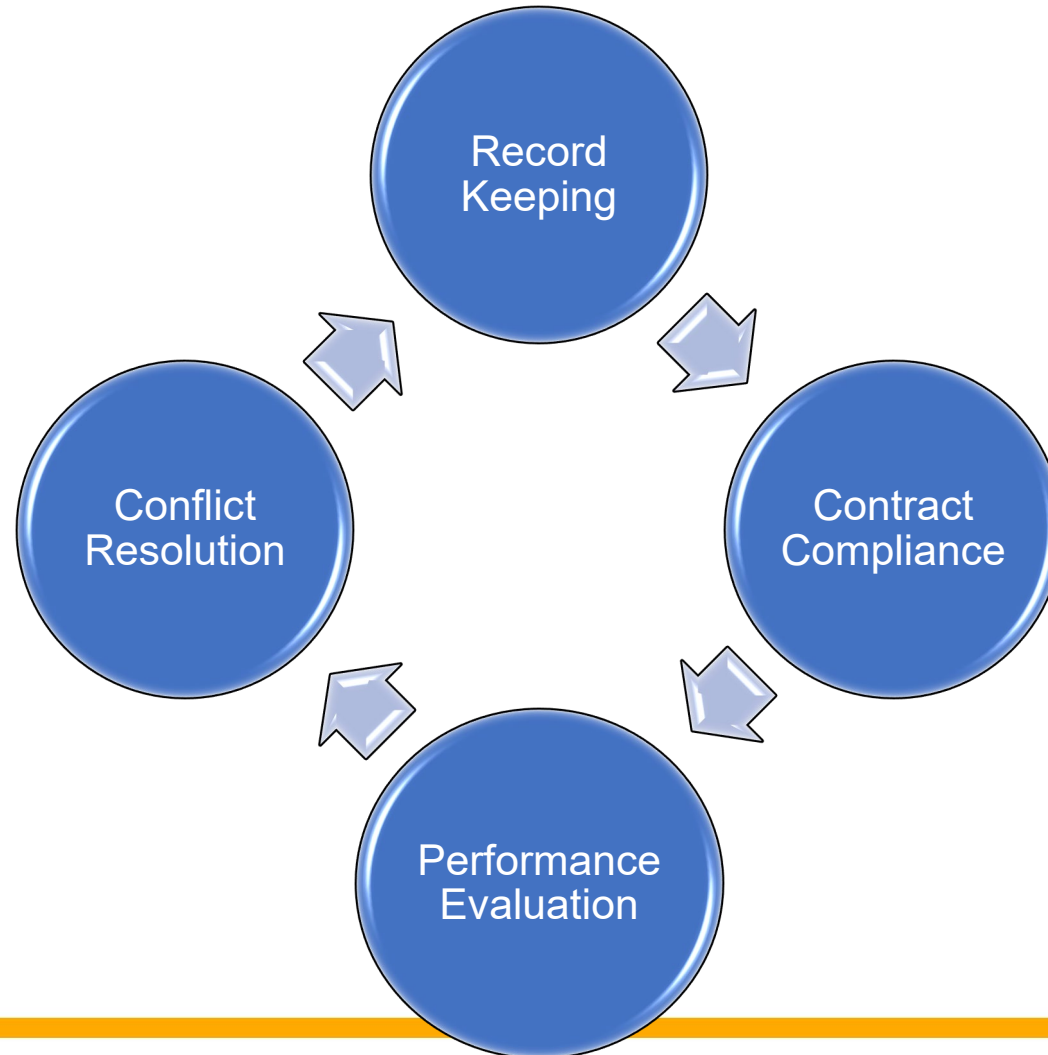 Record
Keeping
Contract
Compliance
Performance
Evaluation
Conflict
Resolution